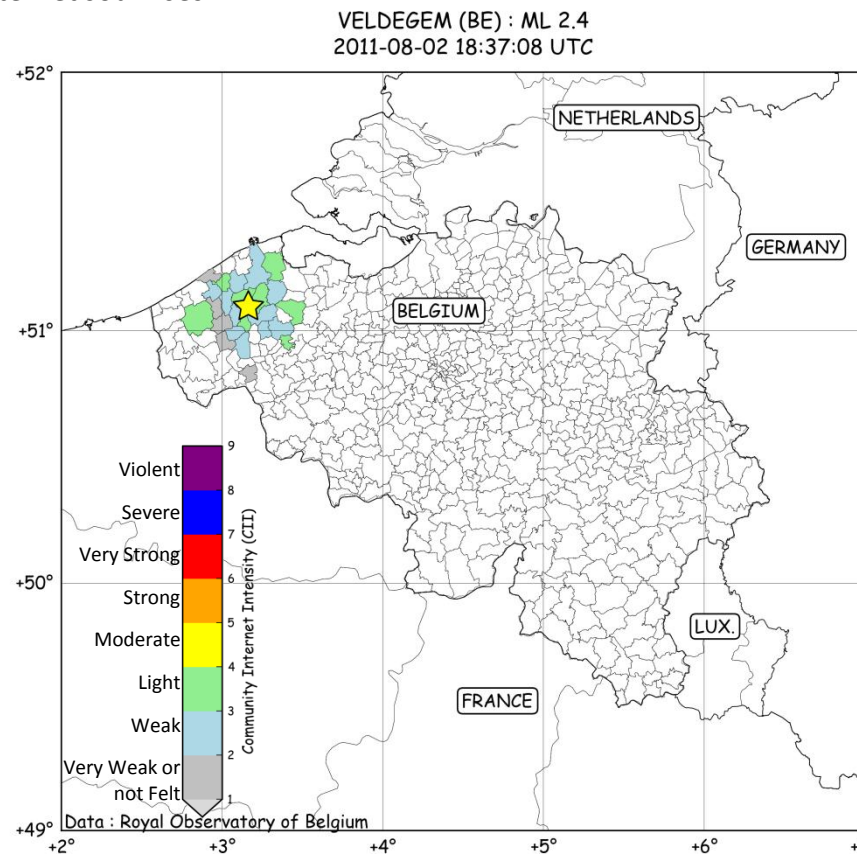 VELDEGEM (BE) : ML 2.4
2011-08-02 18:37:08 UTC
+52°
NETHERLANDS
GERMANY
BELGIUM
+51°
9
Violent
8
Severe
7
Very Strong
6
Strong
5
Moderate
4
Light
3
Weak
2
Very Weak or
not Felt
1
Community Internet Intensity (CII)
+50°
LUX.
FRANCE
Data : Royal Observatory of Belgium
+49°
+2°
+3°
+4°
+5°
+6°